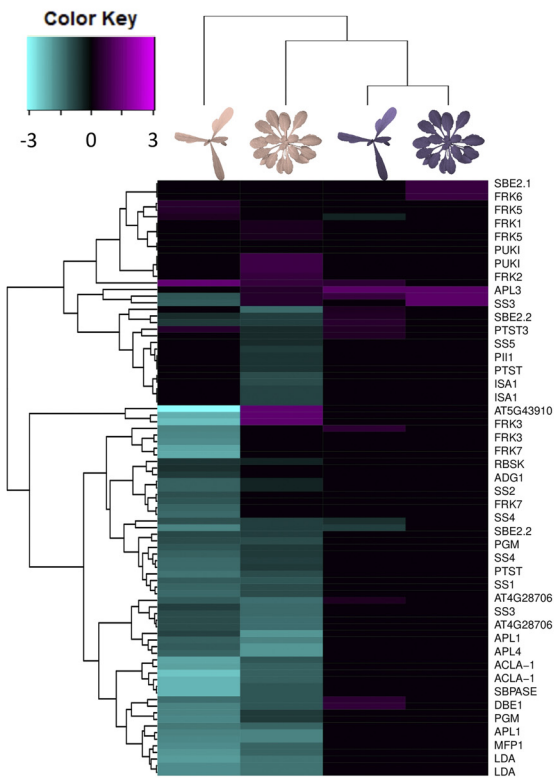 Color Key
-3 0 3
SBE2.1
FRK6
FRK5
FRK1
FRK5
PUKI
PUKI
FRK2
APL3
SS3
SBE2.2
PTST3
SS5
PII1
PTST
ISA1
ISA1
AT5G43910
FRK3
FRK3
FRK7
RBSK
ADG1
SS2
FRK7
SS4
SBE2.2
PGM
SS4
PTST
SS1
AT4G28706
SS3
AT4G28706
APL1
APL4
ACLA-1
ACLA-1
SBPASE
DBE1
PGM
APL1
MFP1
LDA
LDA